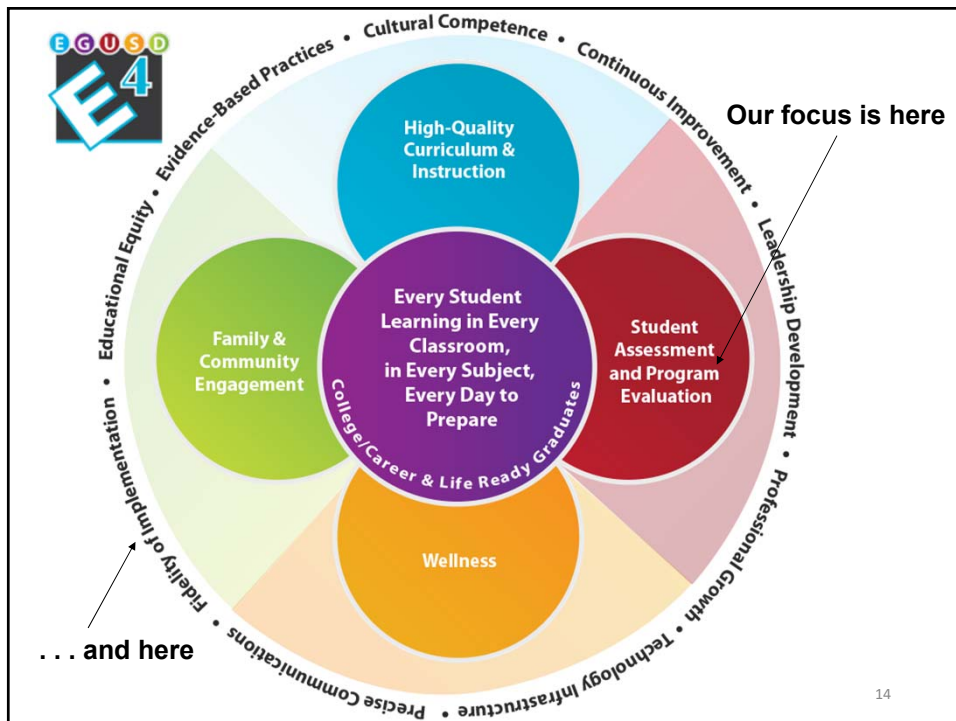 EGUSD
E4
Evidence-Based Practices • Cultural Competence • Continuous Improvement • Leadership Development • Professional Growth • Technology Infrastructure • Precise Communications • Fidelity of Implementation • Educational Equity •
Our focus is here
High-Quality
Curriculum &
Instruction
Family &
Community
Engagement
Every Student
Learning in Every
Classroom,
in Every Subject,
Every Day to
Prepare
College/Career & Life Ready Graduates
Student
Assessment
and Program
Evaluation
Wellness
. . . and here
14